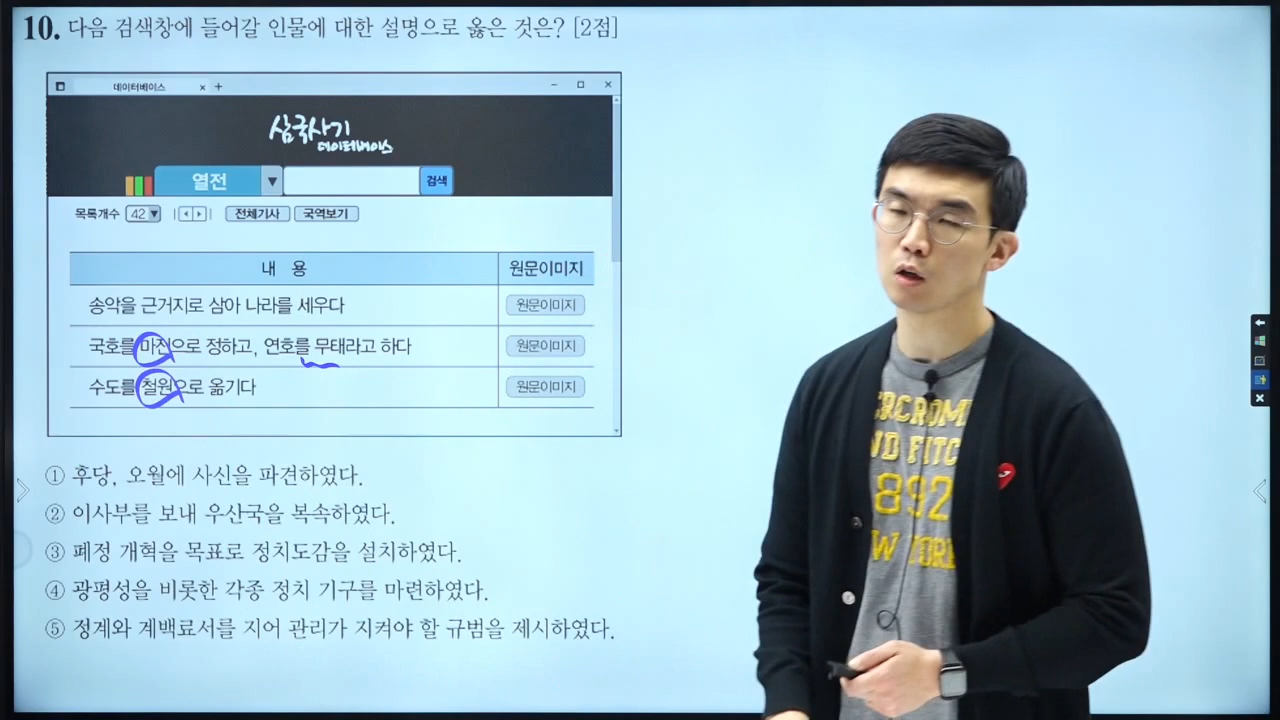 10. 다음 검색창에 들어갈 인물에 대한 설명으로 옳은 것은? [2점]
데이터베이스
삼국사기
데이터베이스
열전 검색
목록개수 42 전체기사 국역보기
내 용 원문이미지
송악을 근거지로 삼아 나라를 세우다 원문이미지
국호를 마진으로 정하고, 연호를 무태라고 하다 원문이미지
수도를 철원으로 옮기다 원문이미지
① 후당, 오월에 사신을 파견하였다.
② 이사부를 보내 우산국을 복속하였다.
③ 폐정 개혁을 목표로 정치도감을 설치하였다.
④ 광평성을 비롯한 각종 정치 기구를 마련하였다.
⑤ 정계와 계백료서를 지어 관리가 지켜야 할 규범을 제시하였다.
ERCROM
ND FITC
892
W YORK